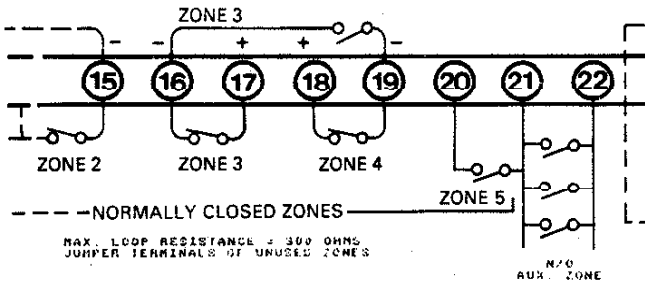 ZONE 3
- - + + -
15 16 17 18 19 20 21 22
ZONE 2 ZONE 3 ZONE 4
ZONE 5
NORMALLY CLOSED ZONES
MAX. LOOP RESISTANCE = 300 OHMS
JUMPER TERMINALS OF UNUSED ZONES
N/O
AUX. ZONE